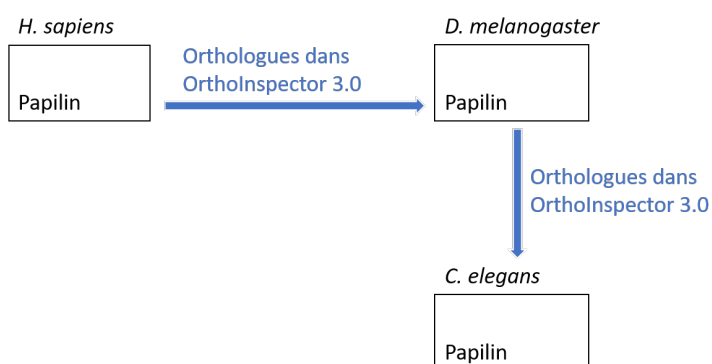 H. sapiens
D. melanogaster
Orthologues dans
OrthoInspector 3.0
Papilin
Papilin
Orthologues dans
OrthoInspector 3.0
C. elegans
Papilin